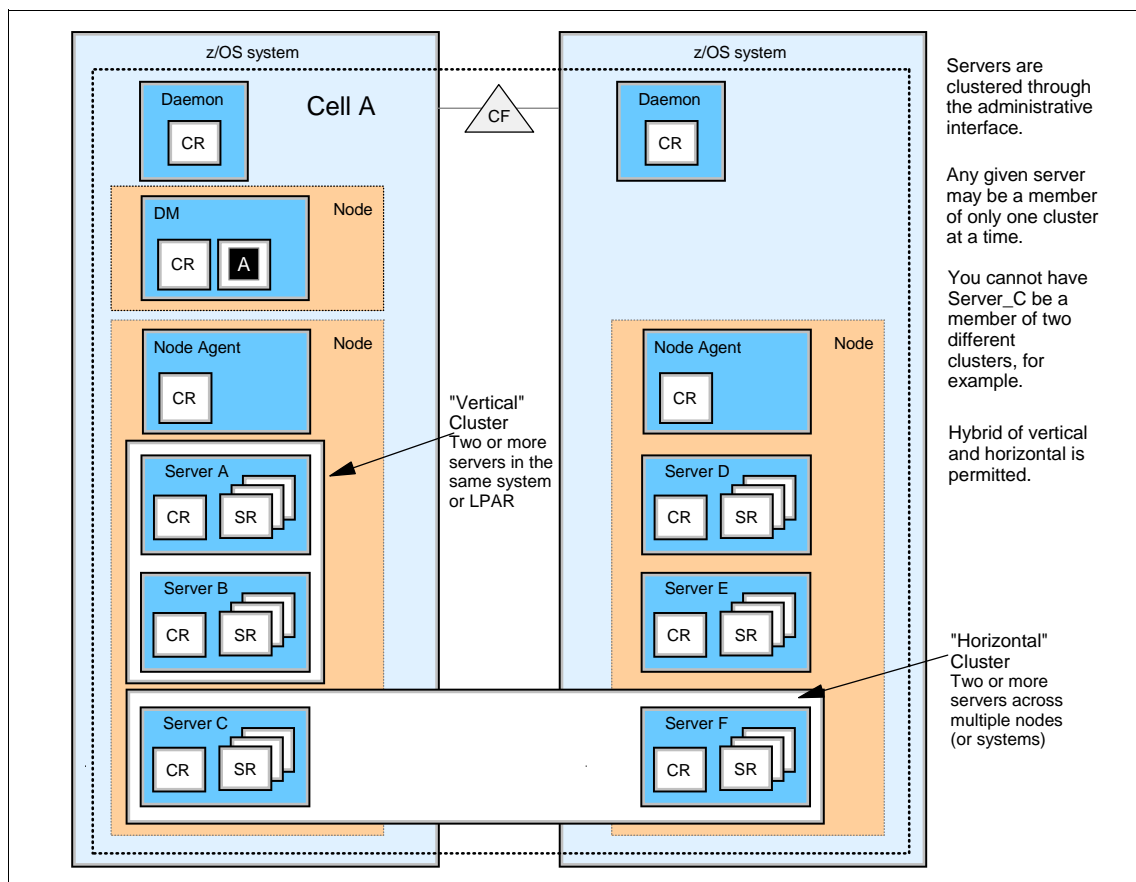 z/OS system
z/OS system
Cell A
Daemon
CR
CF
Daemon
CR
Servers are
clustered through
the administrative
interface.
Any given server
may be a member
of only one cluster
at a time.
You cannot have
Server_C be a
member of two
different
clusters, for
example.
Hybrid of vertical
and horizontal is
permitted.
DM
Node
CR
A
Node Agent
Node
CR
Node Agent
Node
CR
"Vertical"
Cluster
Two or more
servers in the
same system
or LPAR
Server A
CR
SR
Server D
CR
SR
Server B
CR
SR
Server E
CR
SR
"Horizontal"
Cluster
Two or more
servers across
multiple nodes
(or systems)
Server C
CR
SR
Server F
CR
SR